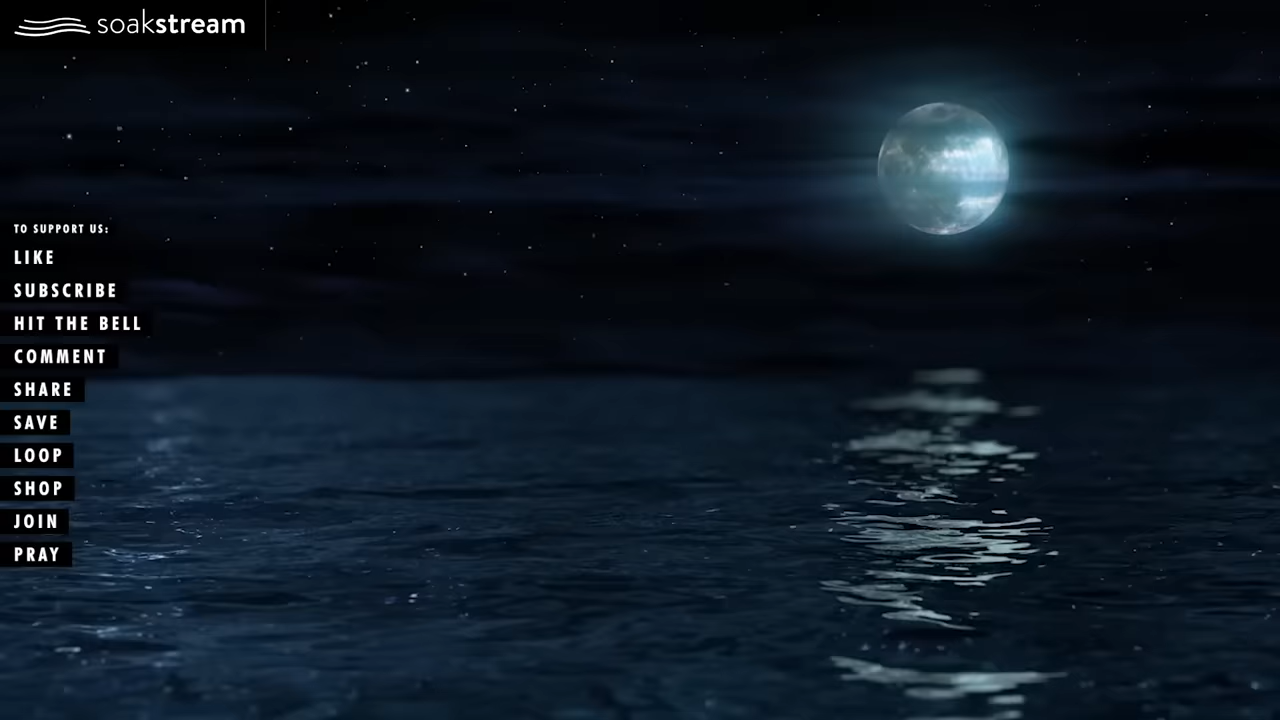 soakstream
TO SUPPORT US:
LIKE
SUBSCRIBE
HIT THE BELL
COMMENT
SHARE
SAVE
LOOP
SHOP
JOIN
PRAY